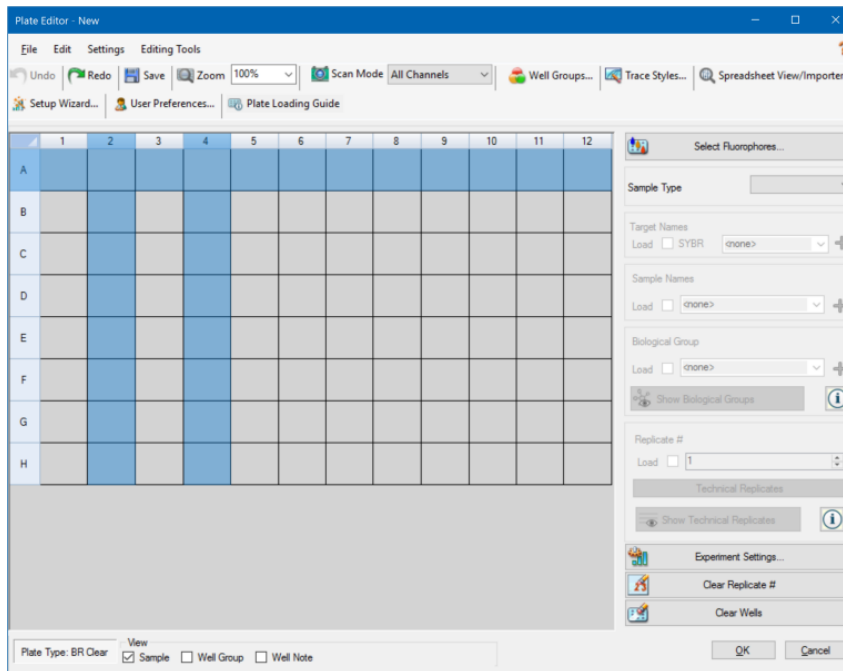 Plate Editor - New
File Edit Settings Editing Tools
Undo Redo Save Zoom 100% Scan Mode All Channels Well Groups... Trace Styles... Spreadsheet View/Importer
Setup Wizard... User Preferences... Plate Loading Guide
1 2 3 4 5 6 7 8 9 10 11 12
Select Fluorophores...
A
Sample Type
B
Target Names
Load SYBR <none>
C
Sample Names
D
Load <none>
E
Biological Group
Load <none>
F
Show Biological Groups
G
Replicate #
H
Load 1
Technical Replicates
Show Technical Replicates
Experiment Settings...
Clear Replicate #
Clear Wells
View
Plate Type: BR Clear Sample Well Group Well Note OK Cancel